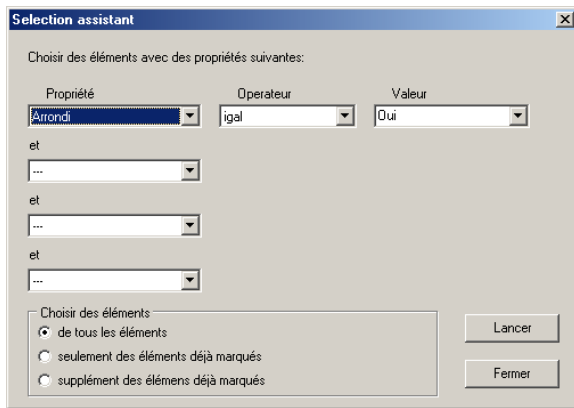 Selection assistant
Choisir des éléments avec des propriétés suivantes:
Propriété Operateur Valeur
Arrondi igal Oui
et
---
et
---
et
---
Choisir des éléments
de tous les éléments
seulement des éléments déjà marqués
supplément des élémens déjà marqués
Lancer
Fermer